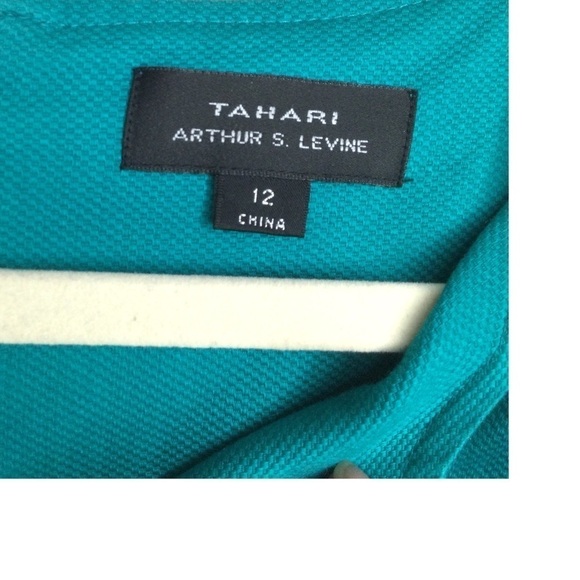 TAHARI
ARTHUR S. LEVINE
12
CHINA